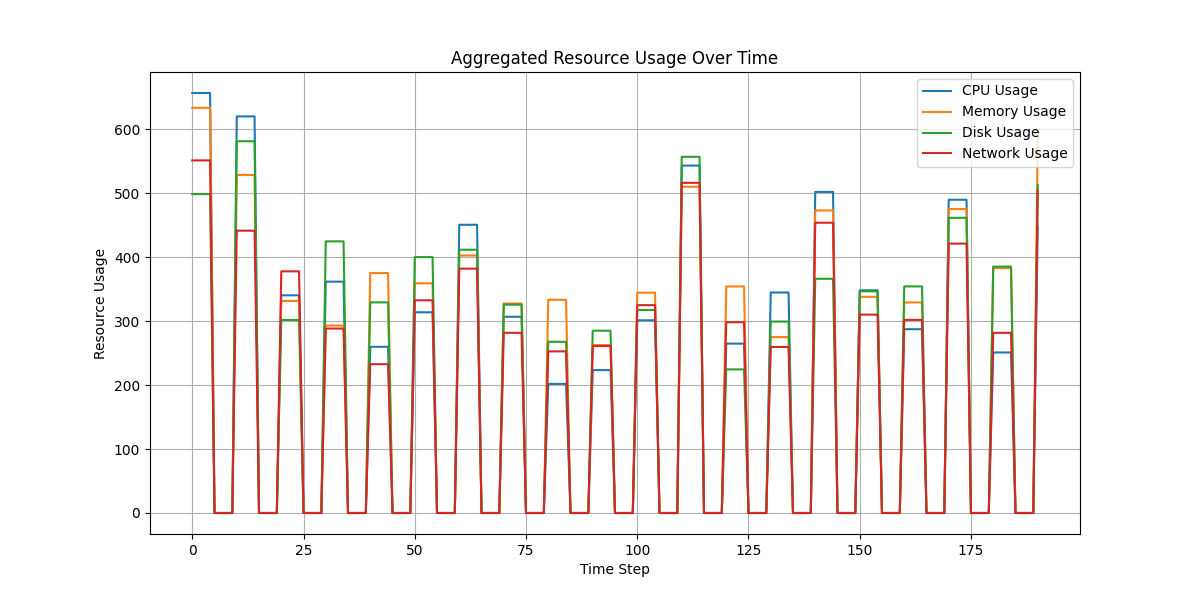 Aggregated Resource Usage Over Time
CPU Usage
Memory Usage
Disk Usage
Network Usage
Resource Usage
600
500
400
300
200
100
0
0 25 50 75 100 125 150 175
Time Step